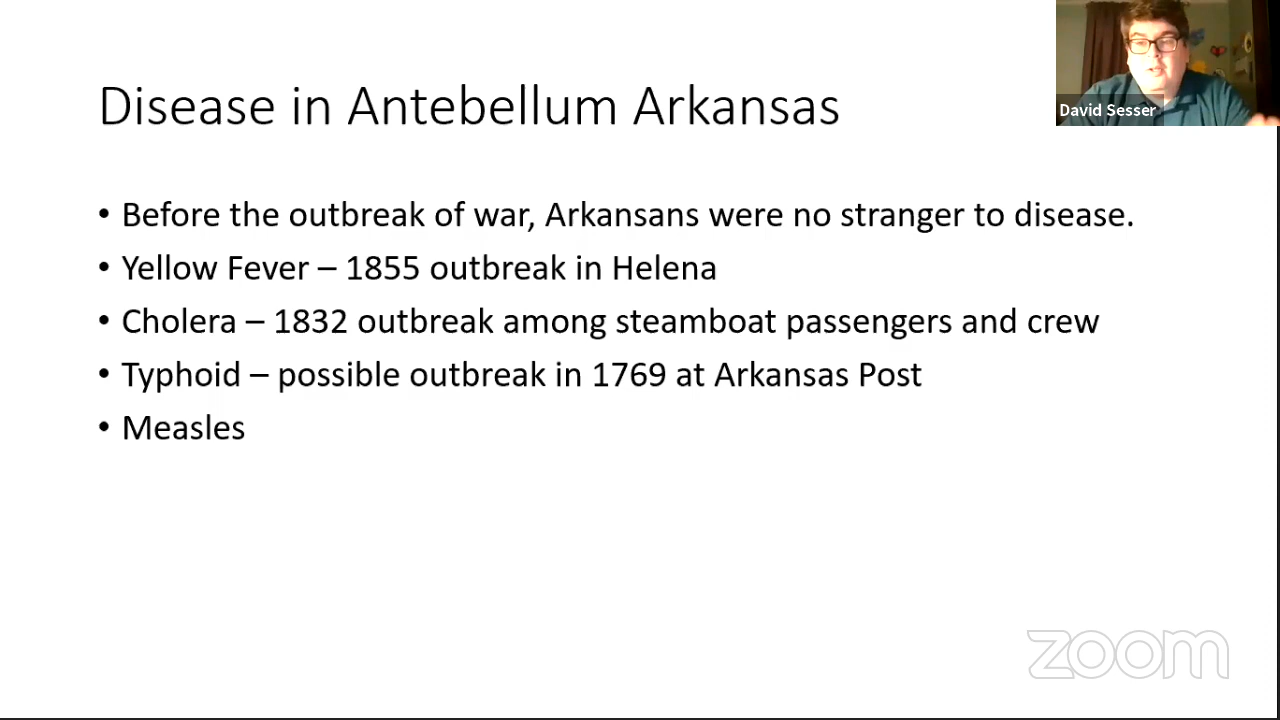 Disease in Antebellum Arkansas
David Sesser
• Before the outbreak of war, Arkansans were no stranger to disease.
• Yellow Fever – 1855 outbreak in Helena
• Cholera – 1832 outbreak among steamboat passengers and crew
• Typhoid – possible outbreak in 1769 at Arkansas Post
• Measles
zoom